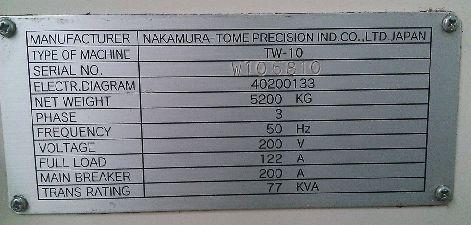 MANUFACTURER NAKAMURA-TOME PRECISION IND.CO.,LTD.JAPAN
TYPE OF MACHINE TW-10
SERIAL NO. W105810
ELECTR.DIAGRAM 40200133
NET WEIGHT 5200 KG
PHASE 3
FREQUENCY 50 Hz
VOLTAGE 200 V
FULL LOAD 122 A
MAIN BREAKER 200 A
TRANS RATING 77 KVA